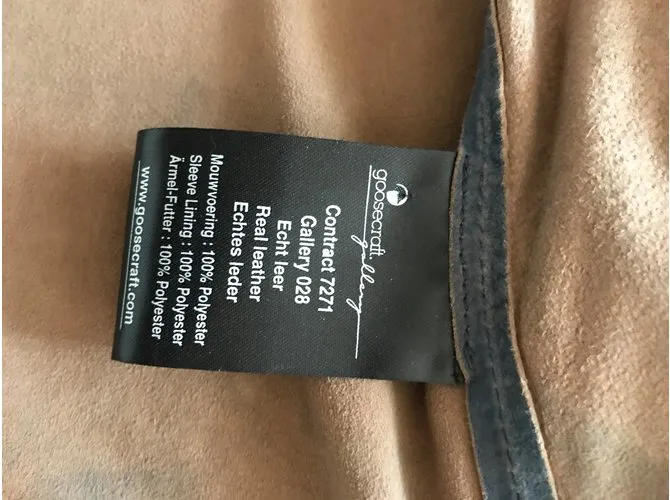 goosecraft
gallery
Contract 7271
Gallery 028
Echt leer
Real leather
Echtes leder
Mouwvoering : 100% Polyester
Sleeve Lining : 100% Polyester
Ärmel-Futter : 100% Polyester
www.goosecraft.com